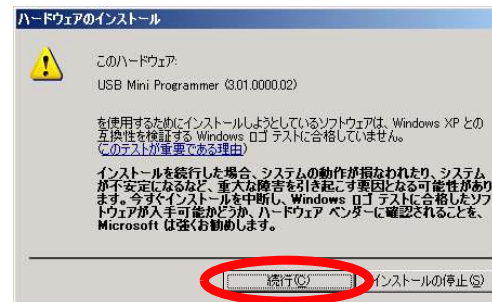 ハードウェアのインストール
このハードウェア:
USB Mini Programmer (3.01.0000.02)
を使用するためにインストールしようとしているソフトウェアは、Windows XP との
互換性を検証する Windows ロゴ テストに合格していません。
(このテストが重要である理由)
インストールを続行した場合、システムの動作が損なわれたり、システム
が不安定になるなど、重大な障害を引き起こす要因となる可能性があり
ます。今すぐインストールを中断し、Windows ロゴ テストに合格したソフ
トウェアが入手可能かどうか、ハードウェア ベンダーに確認されることを、
Microsoft は強くお勧めします。
続行(C) インストールの停止(S)